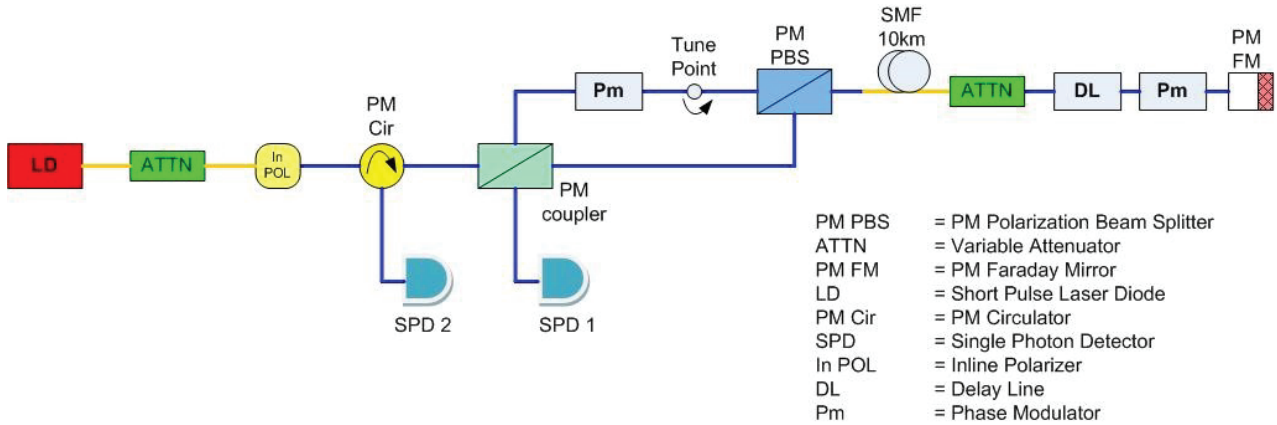 SMF
10km
PM
PBS
Tune
Point
PM
FM
Pm
ATTN
DL
Pm
PM
Cir
LD
ATTN
In
POL
PM
coupler
SPD 2
SPD 1
PM PBS = PM Polarization Beam Splitter
ATTN = Variable Attenuator
PM FM = PM Faraday Mirror
LD = Short Pulse Laser Diode
PM Cir = PM Circulator
SPD = Single Photon Detector
In POL = Inline Polarizer
DL = Delay Line
Pm = Phase Modulator